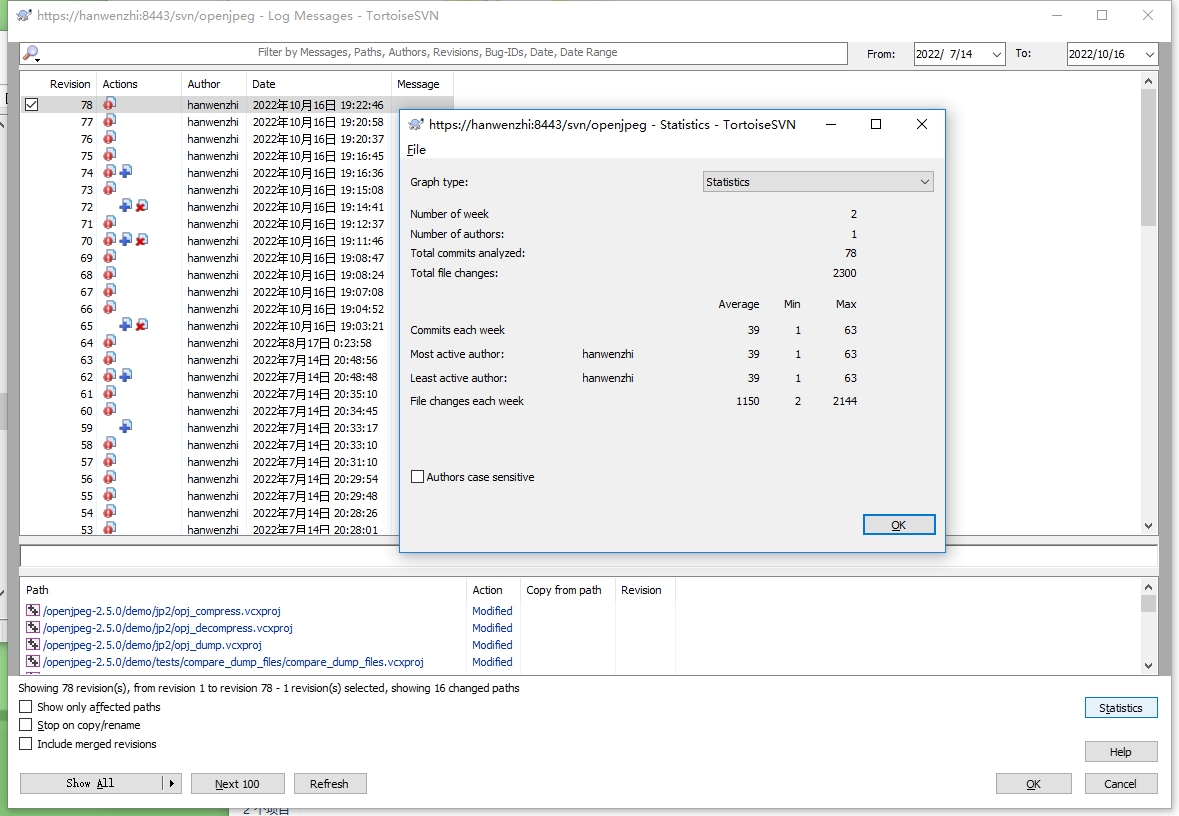 https://hanwenzhi:8443/svn/openjpeg - Log Messages - TortoiseSVN
Filter by Messages, Paths, Authors, Revisions, Bug-IDs, Date, Date Range
From: 2022/ 7/14 To: 2022/10/16
Revision Actions Author Date Message
78 hanwenzhi 2022年10月16日 19:22:46
77 hanwenzhi 2022年10月16日 19:20:58
76 hanwenzhi 2022年10月16日 19:20:37
75 hanwenzhi 2022年10月16日 19:16:45
74 hanwenzhi 2022年10月16日 19:16:36
73 hanwenzhi 2022年10月16日 19:15:08
72 hanwenzhi 2022年10月16日 19:14:41
71 hanwenzhi 2022年10月16日 19:12:37
70 hanwenzhi 2022年10月16日 19:11:46
69 hanwenzhi 2022年10月16日 19:08:47
68 hanwenzhi 2022年10月16日 19:08:24
67 hanwenzhi 2022年10月16日 19:07:08
66 hanwenzhi 2022年10月16日 19:04:52
65 hanwenzhi 2022年10月16日 19:03:21
64 hanwenzhi 2022年8月17日 0:23:58
63 hanwenzhi 2022年7月14日 20:48:56
62 hanwenzhi 2022年7月14日 20:48:48
61 hanwenzhi 2022年7月14日 20:35:10
60 hanwenzhi 2022年7月14日 20:34:45
59 hanwenzhi 2022年7月14日 20:33:17
58 hanwenzhi 2022年7月14日 20:33:10
57 hanwenzhi 2022年7月14日 20:31:10
56 hanwenzhi 2022年7月14日 20:29:54
55 hanwenzhi 2022年7月14日 20:29:48
54 hanwenzhi 2022年7月14日 20:28:26
53 hanwenzhi 2022年7月14日 20:28:01
https://hanwenzhi:8443/svn/openjpeg - Statistics - TortoiseSVN
File
Graph type: Statistics
Number of week 2
Number of authors: 1
Total commits analyzed: 78
Total file changes: 2300
Average Min Max
Commits each week 39 1 63
Most active author: hanwenzhi 39 1 63
Least active author: hanwenzhi 39 1 63
File changes each week 1150 2 2144
Authors case sensitive
OK
Path Action Copy from path Revision
/openjpeg-2.5.0/demo/jp2/opj_compress.vcxproj Modified
/openjpeg-2.5.0/demo/jp2/opj_decompress.vcxproj Modified
/openjpeg-2.5.0/demo/jp2/opj_dump.vcxproj Modified
/openjpeg-2.5.0/demo/tests/compare_dump_files/compare_dump_files.vcxproj Modified
Showing 78 revision(s), from revision 1 to revision 78 - 1 revision(s) selected, showing 16 changed paths
Show only affected paths
Statistics
Stop on copy/rename
Include merged revisions
Help
Show All Next 100 Refresh OK Cancel
2 个项目